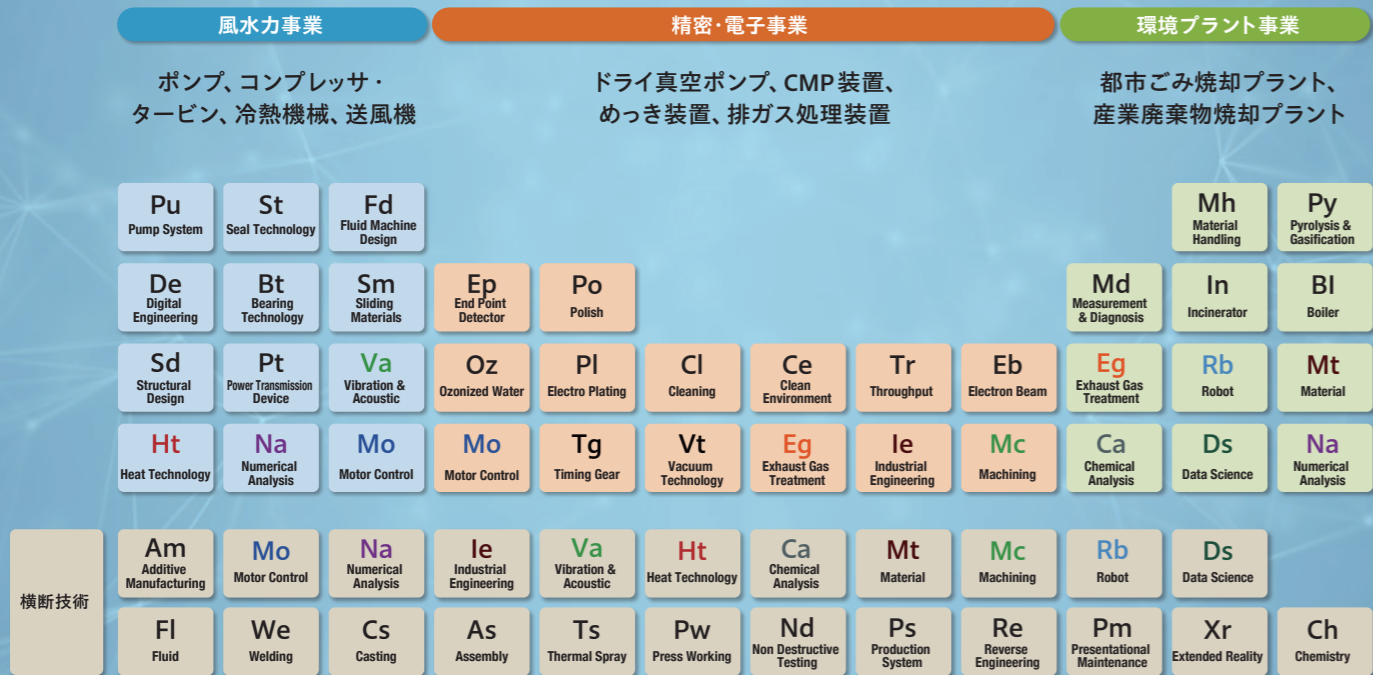 風水力事業
精密・電子事業
環境プラント事業
ポンプ、コンプレッサ・
タービン、冷熱機械、送風機
ドライ真空ポンプ、CMP装置、
めっき装置、排ガス処理装置
都市ごみ焼却プラント、
産業廃棄物焼却プラント
Pu
Pump System
St
Seal Technology
Fd
Fluid Machine
Design
Mh
Material
Handling
Py
Pyrolysis &
Gasification
De
Digital
Engineering
Bt
Bearing
Technology
Sm
Sliding
Materials
Ep
End Point
Detector
Po
Polish
Md
Measurement
& Diagnosis
In
Incinerator
Bl
Boiler
Sd
Structural
Design
Pt
Power Transmission
Device
Va
Vibration &
Acoustic
Oz
Ozonized Water
Pl
Electro Plating
Cl
Cleaning
Ce
Clean
Environment
Tr
Throughput
Eb
Electron Beam
Eg
Exhaust Gas
Treatment
Rb
Robot
Mt
Material
Ht
Heat Technology
Na
Numerical
Analysis
Mo
Motor Control
Mo
Motor Control
Tg
Timing Gear
Vt
Vacuum
Technology
Eg
Exhaust Gas
Treatment
Ie
Industrial
Engineering
Mc
Machining
Ca
Chemical
Analysis
Ds
Data Science
Na
Numerical
Analysis
横断技術
Am
Additive
Manufacturing
Mo
Motor Control
Na
Numerical
Analysis
Ie
Industrial
Engineering
Va
Vibration &
Acoustic
Ht
Heat Technology
Ca
Chemical
Analysis
Mt
Material
Mc
Machining
Rb
Robot
Ds
Data Science
Fl
Fluid
We
Welding
Cs
Casting
As
Assembly
Ts
Thermal Spray
Pw
Press Working
Nd
Non Destructive
Testing
Ps
Production
System
Re
Reverse
Engineering
Pm
Presentational
Maintenance
Xr
Extended Reality
Ch
Chemistry